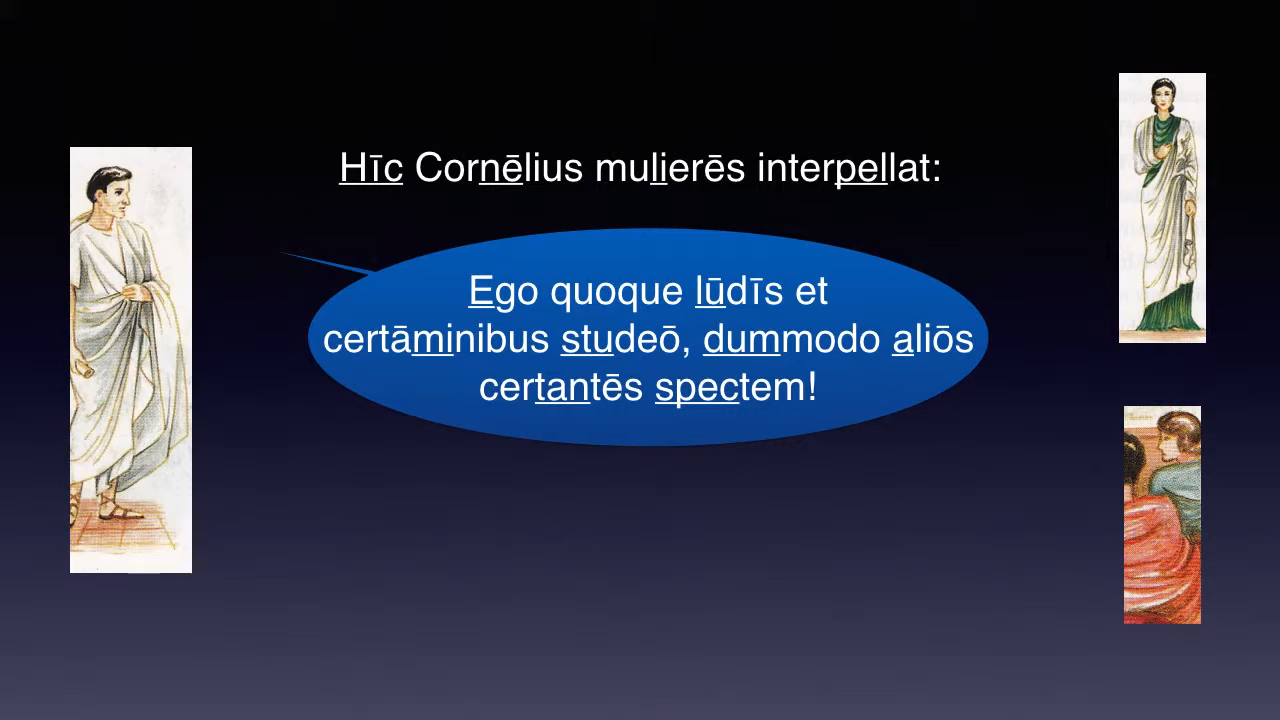 Hīc Cornēlius mulierēs interpellat:
Ego quoque lūdīs et
certāminibus studeō, dummodo aliōs
certantēs spectem!